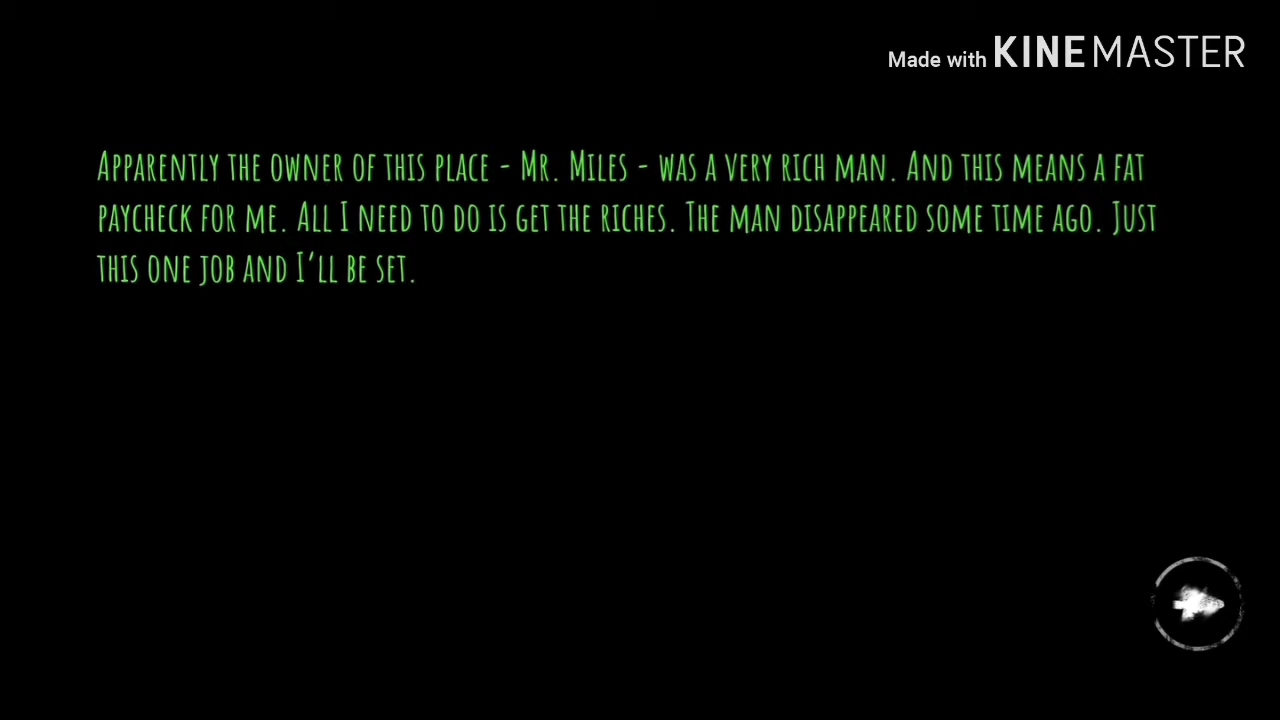 Made with KINEMASTER
Apparently the owner of this place - Mr. Miles - was a very rich man. And this means a fat
paycheck for me. All I need to do is get the riches. The man disappeared some time ago. Just
this one job and I'll be set.